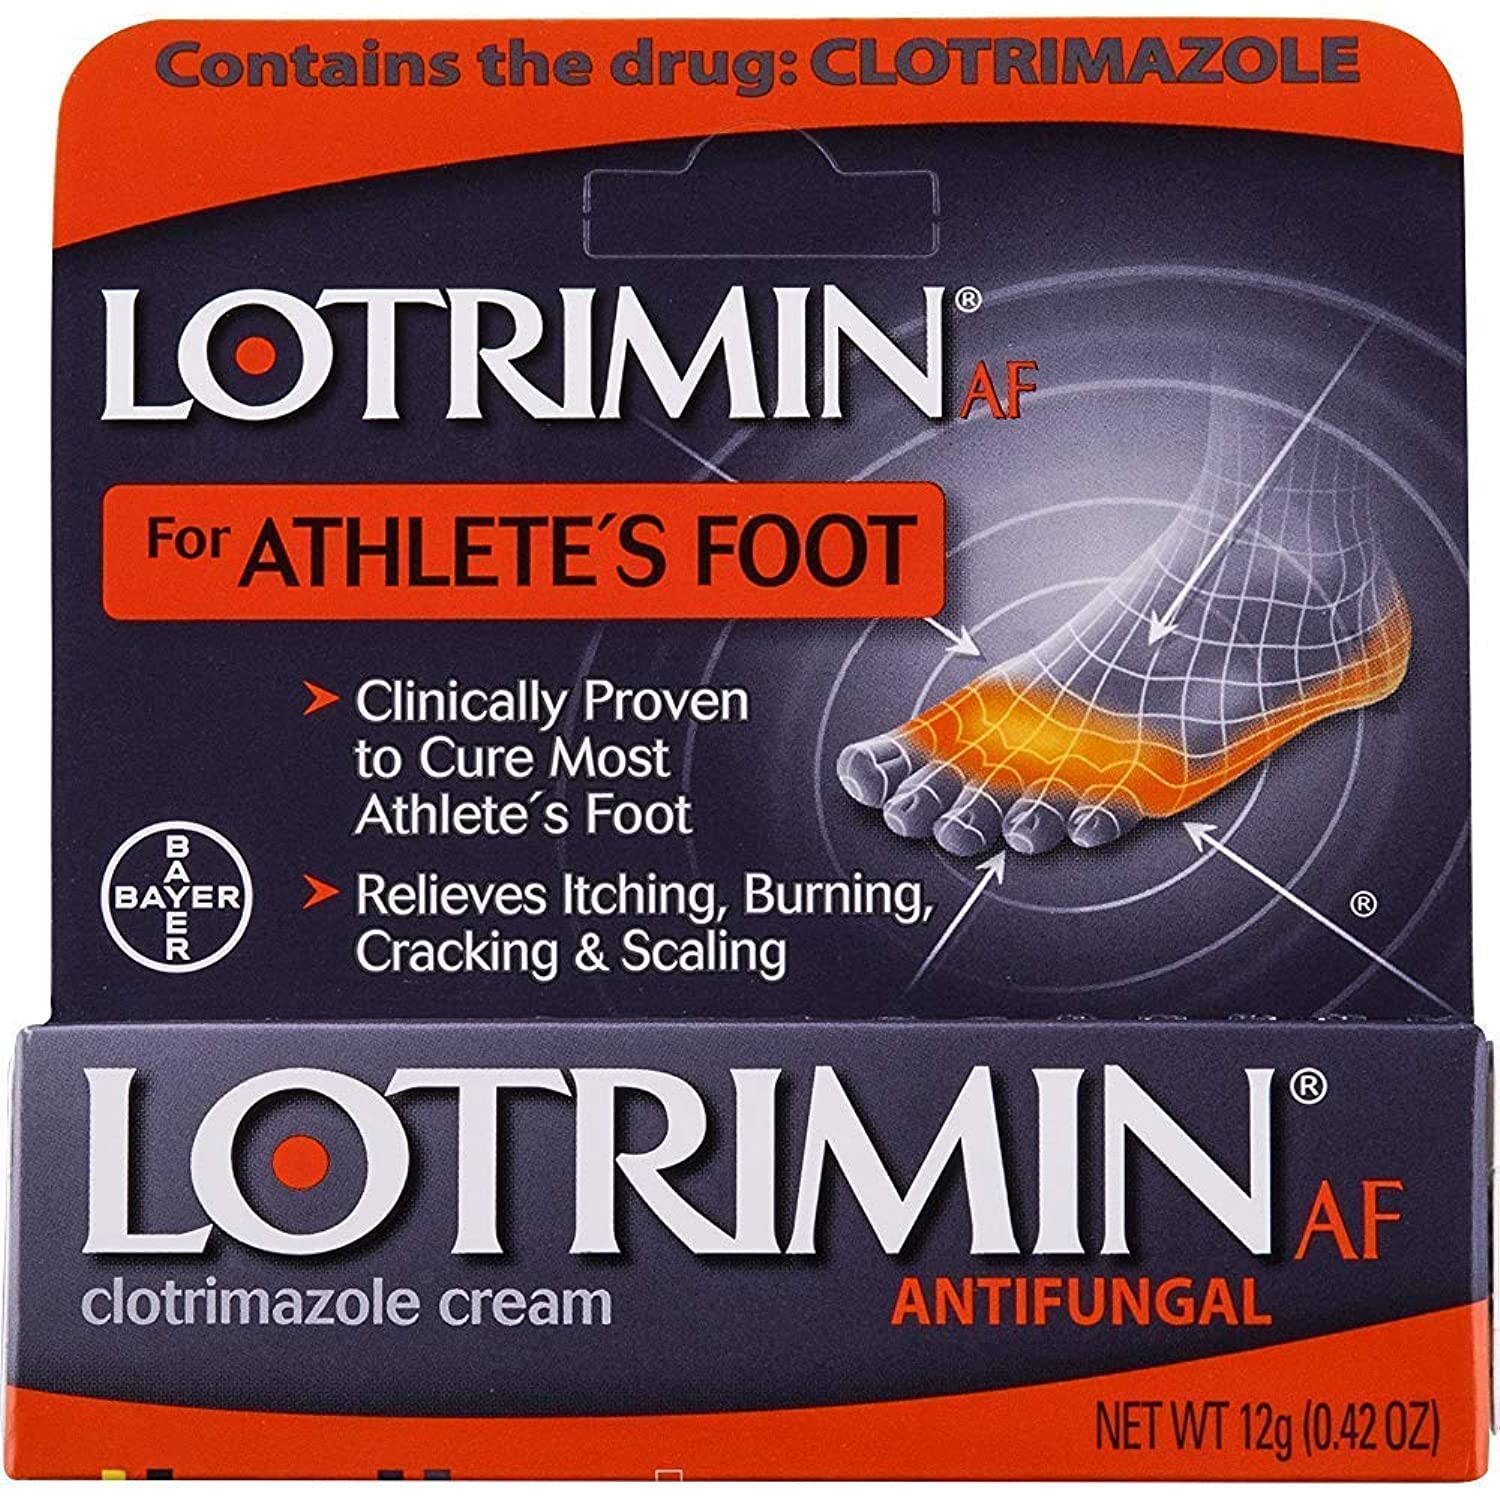 Contains the drug: CLOTRIMAZOLE
LOTRIMIN® AF
For ATHLETE´S FOOT
Clinically Proven
to Cure Most
Athlete´s Foot
Relieves Itching, Burning,
Cracking & Scaling
BAYER
BAYER
®
LOTRIMIN® AF
clotrimazole cream
ANTIFUNGAL
NET WT 12g (0.42 OZ)